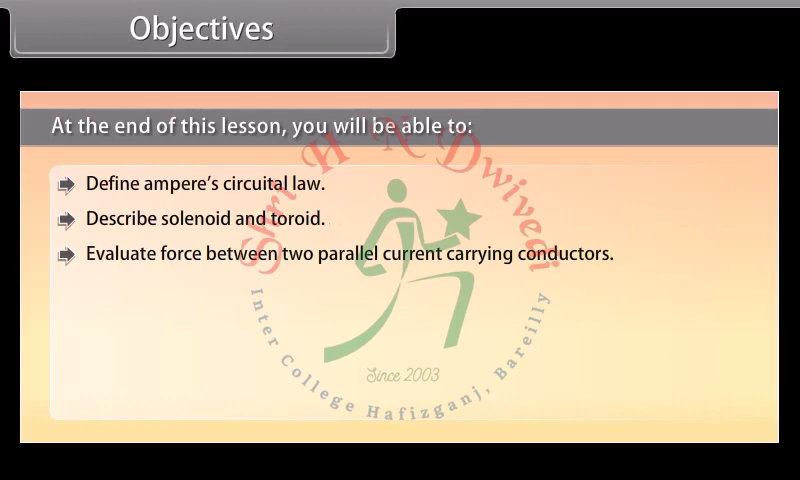 Objectives
At the end of this lesson, you will be able to:
Define ampere's circuital law.
Describe solenoid and toroid.
Evaluate force between two parallel current carrying conductors.
Shri H N Dwivedi
Since 2003
Inter College Hafizganj, Bareilly